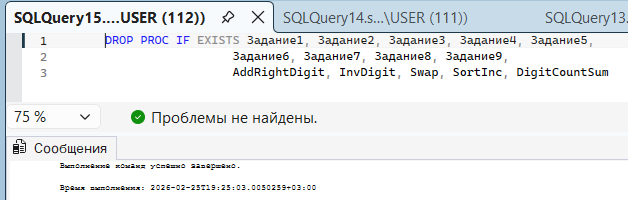 SQLQuery15....USER (112))
SQLQuery14.s...\USER (111))
SQLQuery13.
1 DROP PROC IF EXISTS Задание1, Задание2, Задание3, Задание4, Задание5,
2 Задание6, Задание7, Задание8, Задание9,
3 AddRightDigit, InvDigit, Swap, SortInc, DigitCountSum
75 %
Проблемы не найдены.
Сообщения
Выполнение команд успешно завершено.
Время выполнения: 2026-02-25T19:25:03.0050259+03:00